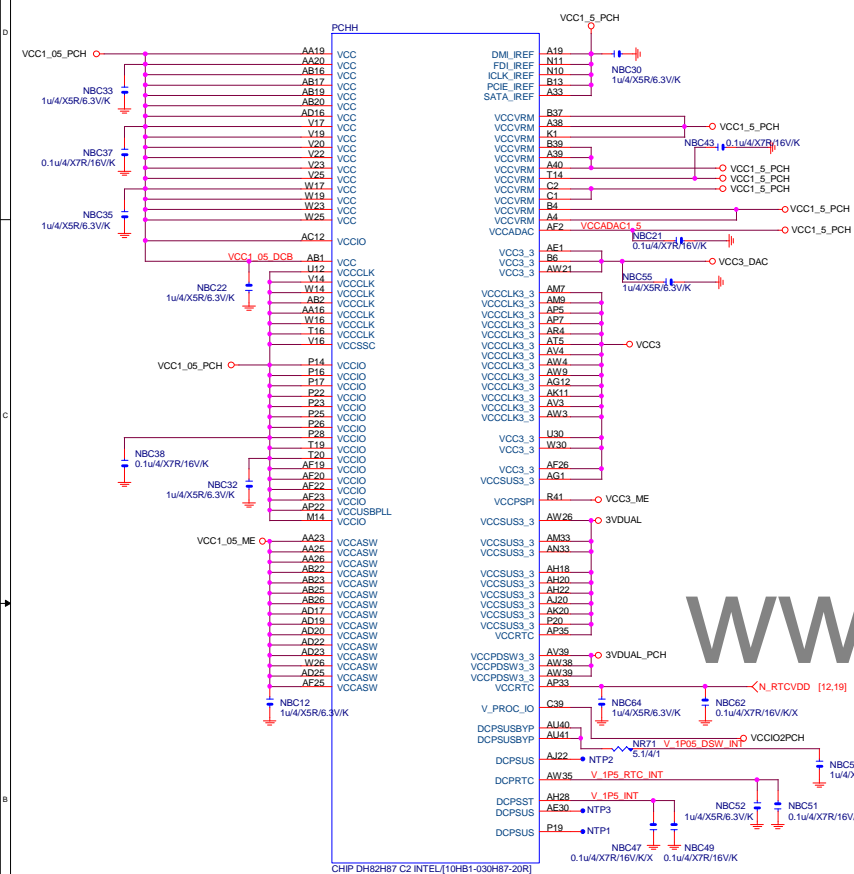 VCC1_5_PCH
D
PCHH
VCC1_05_PCH
AA19 VCC
AA20 VCC
AB16 VCC
AB17 VCC
AB19 VCC
AB20 VCC
AD16 VCC
V17 VCC
V19 VCC
V20 VCC
V22 VCC
V23 VCC
V25 VCC
W17 VCC
W19 VCC
W23 VCC
W25 VCC
AC12 VCCIO
VCC1_05_DCB AB1 VCC
U12 VCCCLK
V14 VCCCLK
W14 VCCCLK
AB2 VCCCLK
AA16 VCCCLK
W16 VCCCLK
T16 VCCCLK
V16 VCCSSC
NBC33
1u/4/X5R/6.3V/K
NBC37
0.1u/4/X7R/16V/K
NBC35
1u/4/X5R/6.3V/K
NBC22
1u/4/X5R/6.3V/K
VCC1_05_PCH
P14 VCCIO
P16 VCCIO
P17 VCCIO
P22 VCCIO
P23 VCCIO
P25 VCCIO
P26 VCCIO
P28 VCCIO
T19 VCCIO
T20 VCCIO
AF19 VCCIO
AF20 VCCIO
AF22 VCCIO
AF23 VCCIO
AP22 VCCUSBPLL
M14 VCCIO
C
NBC38
0.1u/4/X7R/16V/K
NBC32
1u/4/X5R/6.3V/K
VCC1_05_ME
AA23 VCCASW
AA25 VCCASW
AA26 VCCASW
AB22 VCCASW
AB23 VCCASW
AB25 VCCASW
AB26 VCCASW
AD17 VCCASW
AD19 VCCASW
AD20 VCCASW
AD22 VCCASW
AD23 VCCASW
W26 VCCASW
AD25 VCCASW
AF25 VCCASW
NBC12
1u/4/X5R/6.3V/K
B
DMI_IREF A19
FDI_IREF N11
ICLK_IREF N10
PCIE_IREF B13
SATA_IREF A33
NBC30
1u/4/X5R/6.3V/K
VCCVRM B37
VCCVRM A38
VCCVRM K1
VCCVRM B39
VCCVRM A39
VCCVRM A40
VCCVRM T14
VCCVRM C2
VCCVRM C1
VCCVRM B4
VCCVRM A4
VCCADAC AF2 VCCADAC1_5
VCC1_5_PCH
NBC43 0.1u/4/X7R/16V/K
VCC1_5_PCH
VCC1_5_PCH
VCC1_5_PCH
VCC1_5_PCH
VCC1_5_PCH
NBC21
0.1u/4/X7R/16V/K
VCC3_3 AE1
VCC3_3 B6
VCC3_3 AW21
VCC3_DAC
NBC55
1u/4/X5R/6.3V/K
VCCCLK3_3 AM7
VCCCLK3_3 AM9
VCCCLK3_3 AP5
VCCCLK3_3 AP7
VCCCLK3_3 AR4
VCCCLK3_3 AT5
VCCCLK3_3 AV4
VCCCLK3_3 AW4
VCCCLK3_3 AW9
VCCCLK3_3 AG12
VCCCLK3_3 AK11
VCCCLK3_3 AV3
VCCCLK3_3 AW3
VCC3
VCC3_3 U30
VCC3_3 W30
VCC3_3 AF26
VCCSUS3_3 AG1
VCCPSPI R41 VCC3_ME
VCCSUS3_3 AW26 3VDUAL
VCCSUS3_3 AM33
VCCSUS3_3 AN33
VCCSUS3_3 AH18
VCCSUS3_3 AH20
VCCSUS3_3 AH22
VCCSUS3_3 AJ20
VCCSUS3_3 AK20
VCCSUS3_3 P20
VCCRTC AP35
VCCPDSW3_3 AV39 3VDUAL_PCH
VCCPDSW3_3 AW38
VCCPDSW3_3 AW39
VCCRTC AP33
N_RTCVDD [12,19]
NBC64
1u/4/X5R/6.3V/K
NBC62
0.1u/4/X7R/16V/K/X
V_PROC_IO C39
VCCIO2PCH
DCPSUSBYP AU40
DCPSUSBYP AU41
NR71 V_1P05_DSW_INT
5.1/4/1
DCPSUS AJ22 NTP2
DCPRTC AW35 V_1P5_RTC_INT
DCPSST AH28 V_1P5_INT
DCPSUS AE30 NTP3
DCPSUS P19 NTP1
NBC52
1u/4/X5R/6.3V/K
NBC51
0.1u/4/X7R/16V/
NBC47
0.1u/4/X7R/16V/K/X
NBC49
0.1u/4/X7R/16V/K
NBC5
1u/4/X
WW
CHIP DH82H87 C2 INTEL/[10HB1-030H87-20R]